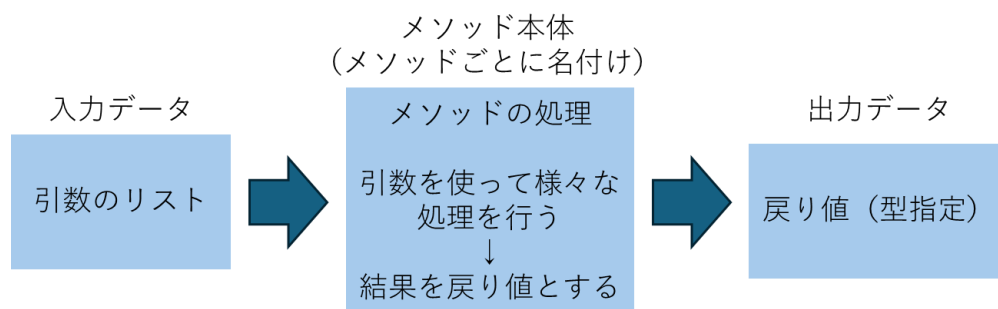 メソッド本体
（メソッドごとに名付け）
入力データ
引数のリスト
メソッドの処理
引数を使って様々な
処理を行う
↓
結果を戻り値とする
出力データ
戻り値（型指定）